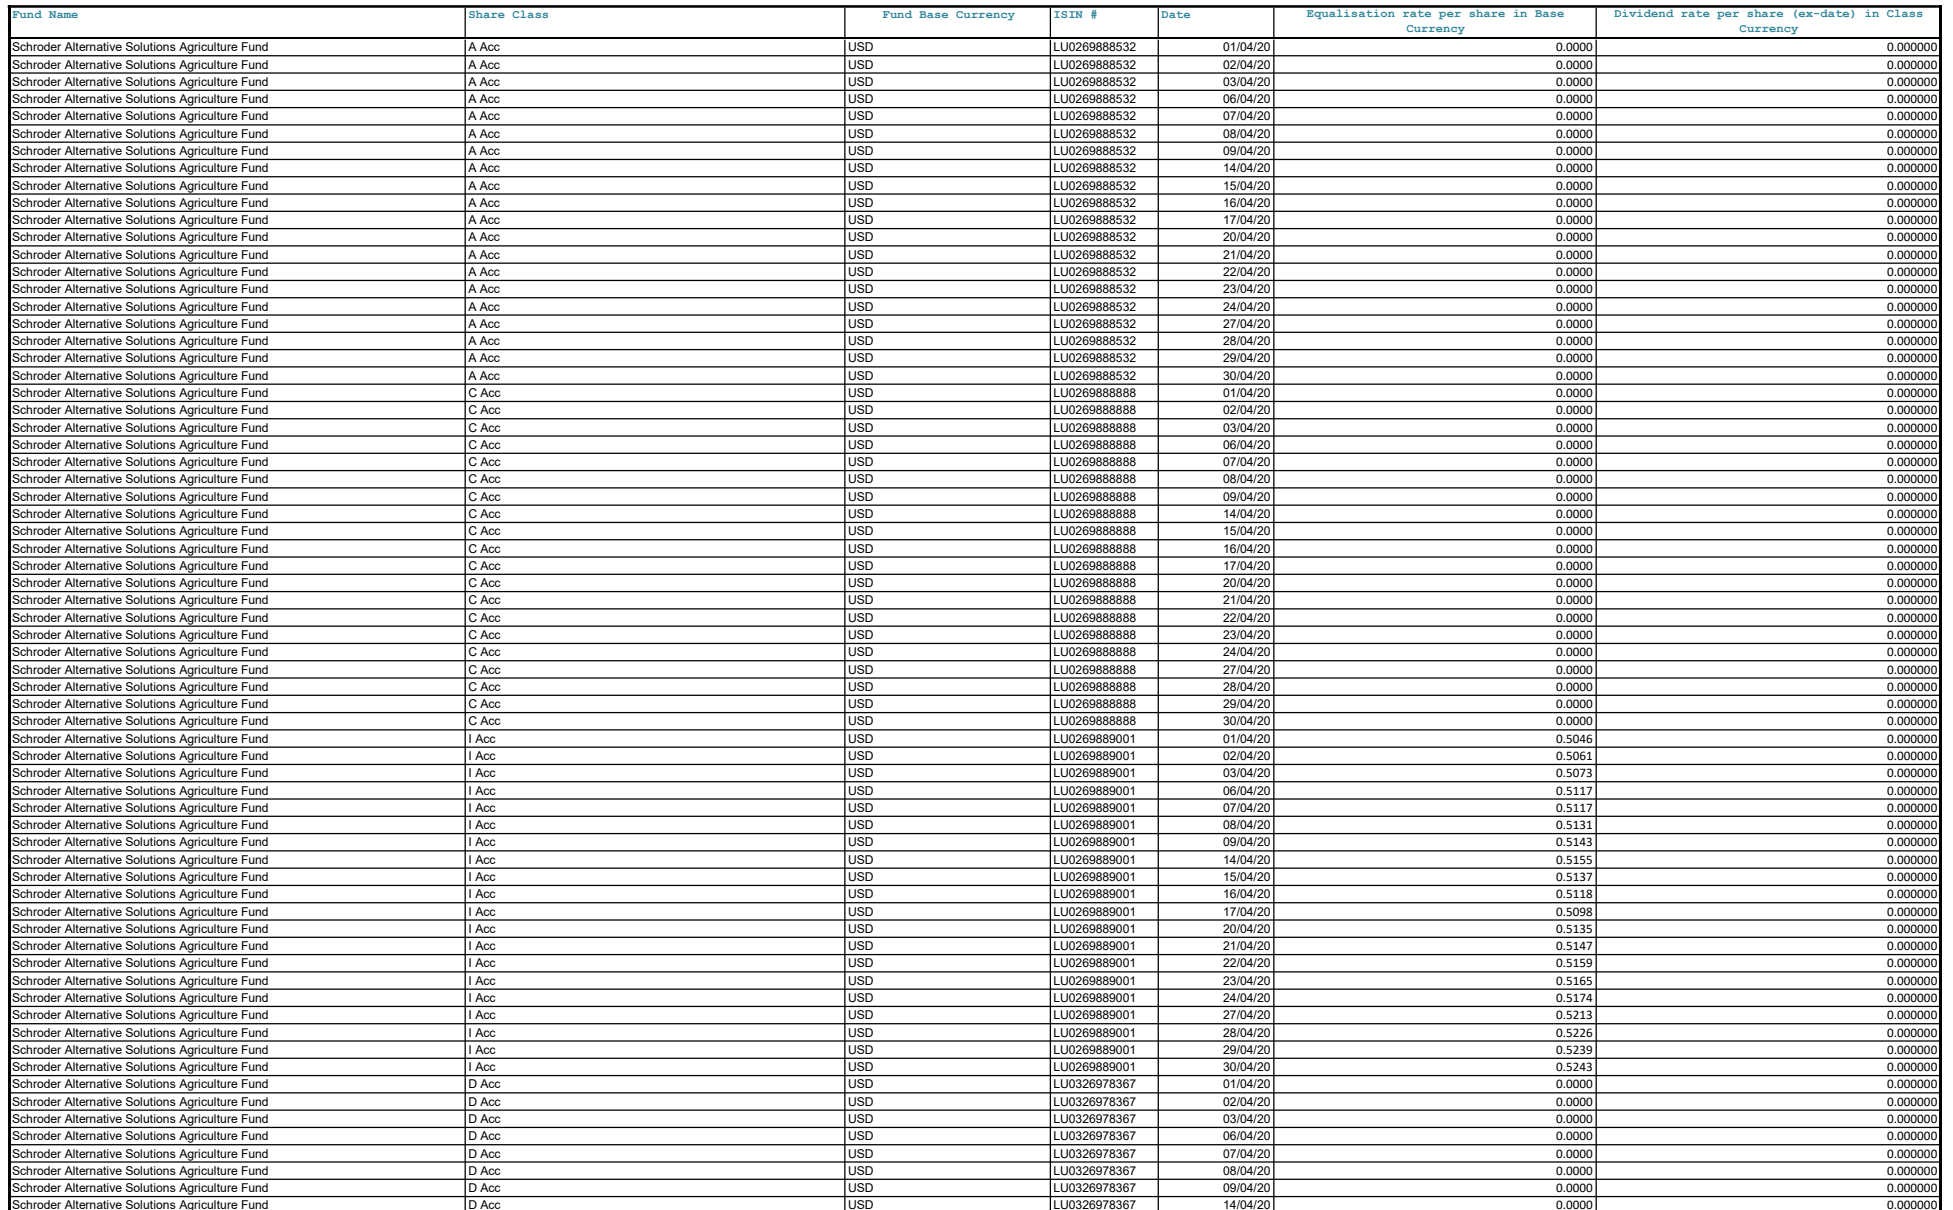 Fund Name Share Class Fund Base Currency ISIN # Date Equalisation rate per share in Base Currency Dividend rate per share (ex-date) in Class Currency
Schroder Alternative Solutions Agriculture Fund A Acc USD LU0269888532 01/04/20 0.0000 0.000000
Schroder Alternative Solutions Agriculture Fund A Acc USD LU0269888532 02/04/20 0.0000 0.000000
Schroder Alternative Solutions Agriculture Fund A Acc USD LU0269888532 03/04/20 0.0000 0.000000
Schroder Alternative Solutions Agriculture Fund A Acc USD LU0269888532 06/04/20 0.0000 0.000000
Schroder Alternative Solutions Agriculture Fund A Acc USD LU0269888532 07/04/20 0.0000 0.000000
Schroder Alternative Solutions Agriculture Fund A Acc USD LU0269888532 08/04/20 0.0000 0.000000
Schroder Alternative Solutions Agriculture Fund A Acc USD LU0269888532 09/04/20 0.0000 0.000000
Schroder Alternative Solutions Agriculture Fund A Acc USD LU0269888532 14/04/20 0.0000 0.000000
Schroder Alternative Solutions Agriculture Fund A Acc USD LU0269888532 15/04/20 0.0000 0.000000
Schroder Alternative Solutions Agriculture Fund A Acc USD LU0269888532 16/04/20 0.0000 0.000000
Schroder Alternative Solutions Agriculture Fund A Acc USD LU0269888532 17/04/20 0.0000 0.000000
Schroder Alternative Solutions Agriculture Fund A Acc USD LU0269888532 20/04/20 0.0000 0.000000
Schroder Alternative Solutions Agriculture Fund A Acc USD LU0269888532 21/04/20 0.0000 0.000000
Schroder Alternative Solutions Agriculture Fund A Acc USD LU0269888532 22/04/20 0.0000 0.000000
Schroder Alternative Solutions Agriculture Fund A Acc USD LU0269888532 23/04/20 0.0000 0.000000
Schroder Alternative Solutions Agriculture Fund A Acc USD LU0269888532 24/04/20 0.0000 0.000000
Schroder Alternative Solutions Agriculture Fund A Acc USD LU0269888532 27/04/20 0.0000 0.000000
Schroder Alternative Solutions Agriculture Fund A Acc USD LU0269888532 28/04/20 0.0000 0.000000
Schroder Alternative Solutions Agriculture Fund A Acc USD LU0269888532 29/04/20 0.0000 0.000000
Schroder Alternative Solutions Agriculture Fund A Acc USD LU0269888532 30/04/20 0.0000 0.000000
Schroder Alternative Solutions Agriculture Fund C Acc USD LU0269888888 01/04/20 0.0000 0.000000
Schroder Alternative Solutions Agriculture Fund C Acc USD LU0269888888 02/04/20 0.0000 0.000000
Schroder Alternative Solutions Agriculture Fund C Acc USD LU0269888888 03/04/20 0.0000 0.000000
Schroder Alternative Solutions Agriculture Fund C Acc USD LU0269888888 06/04/20 0.0000 0.000000
Schroder Alternative Solutions Agriculture Fund C Acc USD LU0269888888 07/04/20 0.0000 0.000000
Schroder Alternative Solutions Agriculture Fund C Acc USD LU0269888888 08/04/20 0.0000 0.000000
Schroder Alternative Solutions Agriculture Fund C Acc USD LU0269888888 09/04/20 0.0000 0.000000
Schroder Alternative Solutions Agriculture Fund C Acc USD LU0269888888 14/04/20 0.0000 0.000000
Schroder Alternative Solutions Agriculture Fund C Acc USD LU0269888888 15/04/20 0.0000 0.000000
Schroder Alternative Solutions Agriculture Fund C Acc USD LU0269888888 16/04/20 0.0000 0.000000
Schroder Alternative Solutions Agriculture Fund C Acc USD LU0269888888 17/04/20 0.0000 0.000000
Schroder Alternative Solutions Agriculture Fund C Acc USD LU0269888888 20/04/20 0.0000 0.000000
Schroder Alternative Solutions Agriculture Fund C Acc USD LU0269888888 21/04/20 0.0000 0.000000
Schroder Alternative Solutions Agriculture Fund C Acc USD LU0269888888 22/04/20 0.0000 0.000000
Schroder Alternative Solutions Agriculture Fund C Acc USD LU0269888888 23/04/20 0.0000 0.000000
Schroder Alternative Solutions Agriculture Fund C Acc USD LU0269888888 24/04/20 0.0000 0.000000
Schroder Alternative Solutions Agriculture Fund C Acc USD LU0269888888 27/04/20 0.0000 0.000000
Schroder Alternative Solutions Agriculture Fund C Acc USD LU0269888888 28/04/20 0.0000 0.000000
Schroder Alternative Solutions Agriculture Fund C Acc USD LU0269888888 29/04/20 0.0000 0.000000
Schroder Alternative Solutions Agriculture Fund C Acc USD LU0269888888 30/04/20 0.0000 0.000000
Schroder Alternative Solutions Agriculture Fund I Acc USD LU0269889001 01/04/20 0.5046 0.000000
Schroder Alternative Solutions Agriculture Fund I Acc USD LU0269889001 02/04/20 0.5061 0.000000
Schroder Alternative Solutions Agriculture Fund I Acc USD LU0269889001 03/04/20 0.5073 0.000000
Schroder Alternative Solutions Agriculture Fund I Acc USD LU0269889001 06/04/20 0.5117 0.000000
Schroder Alternative Solutions Agriculture Fund I Acc USD LU0269889001 07/04/20 0.5117 0.000000
Schroder Alternative Solutions Agriculture Fund I Acc USD LU0269889001 08/04/20 0.5131 0.000000
Schroder Alternative Solutions Agriculture Fund I Acc USD LU0269889001 09/04/20 0.5143 0.000000
Schroder Alternative Solutions Agriculture Fund I Acc USD LU0269889001 14/04/20 0.5155 0.000000
Schroder Alternative Solutions Agriculture Fund I Acc USD LU0269889001 15/04/20 0.5137 0.000000
Schroder Alternative Solutions Agriculture Fund I Acc USD LU0269889001 16/04/20 0.5118 0.000000
Schroder Alternative Solutions Agriculture Fund I Acc USD LU0269889001 17/04/20 0.5098 0.000000
Schroder Alternative Solutions Agriculture Fund I Acc USD LU0269889001 20/04/20 0.5135 0.000000
Schroder Alternative Solutions Agriculture Fund I Acc USD LU0269889001 21/04/20 0.5147 0.000000
Schroder Alternative Solutions Agriculture Fund I Acc USD LU0269889001 22/04/20 0.5159 0.000000
Schroder Alternative Solutions Agriculture Fund I Acc USD LU0269889001 23/04/20 0.5165 0.000000
Schroder Alternative Solutions Agriculture Fund I Acc USD LU0269889001 24/04/20 0.5174 0.000000
Schroder Alternative Solutions Agriculture Fund I Acc USD LU0269889001 27/04/20 0.5213 0.000000
Schroder Alternative Solutions Agriculture Fund I Acc USD LU0269889001 28/04/20 0.5226 0.000000
Schroder Alternative Solutions Agriculture Fund I Acc USD LU0269889001 29/04/20 0.5239 0.000000
Schroder Alternative Solutions Agriculture Fund I Acc USD LU0269889001 30/04/20 0.5243 0.000000
Schroder Alternative Solutions Agriculture Fund D Acc USD LU0326978367 01/04/20 0.0000 0.000000
Schroder Alternative Solutions Agriculture Fund D Acc USD LU0326978367 02/04/20 0.0000 0.000000
Schroder Alternative Solutions Agriculture Fund D Acc USD LU0326978367 03/04/20 0.0000 0.000000
Schroder Alternative Solutions Agriculture Fund D Acc USD LU0326978367 06/04/20 0.0000 0.000000
Schroder Alternative Solutions Agriculture Fund D Acc USD LU0326978367 07/04/20 0.0000 0.000000
Schroder Alternative Solutions Agriculture Fund D Acc USD LU0326978367 08/04/20 0.0000 0.000000
Schroder Alternative Solutions Agriculture Fund D Acc USD LU0326978367 09/04/20 0.0000 0.000000
Schroder Alternative Solutions Agriculture Fund D Acc USD LU0326978367 14/04/20 0.0000 0.000000